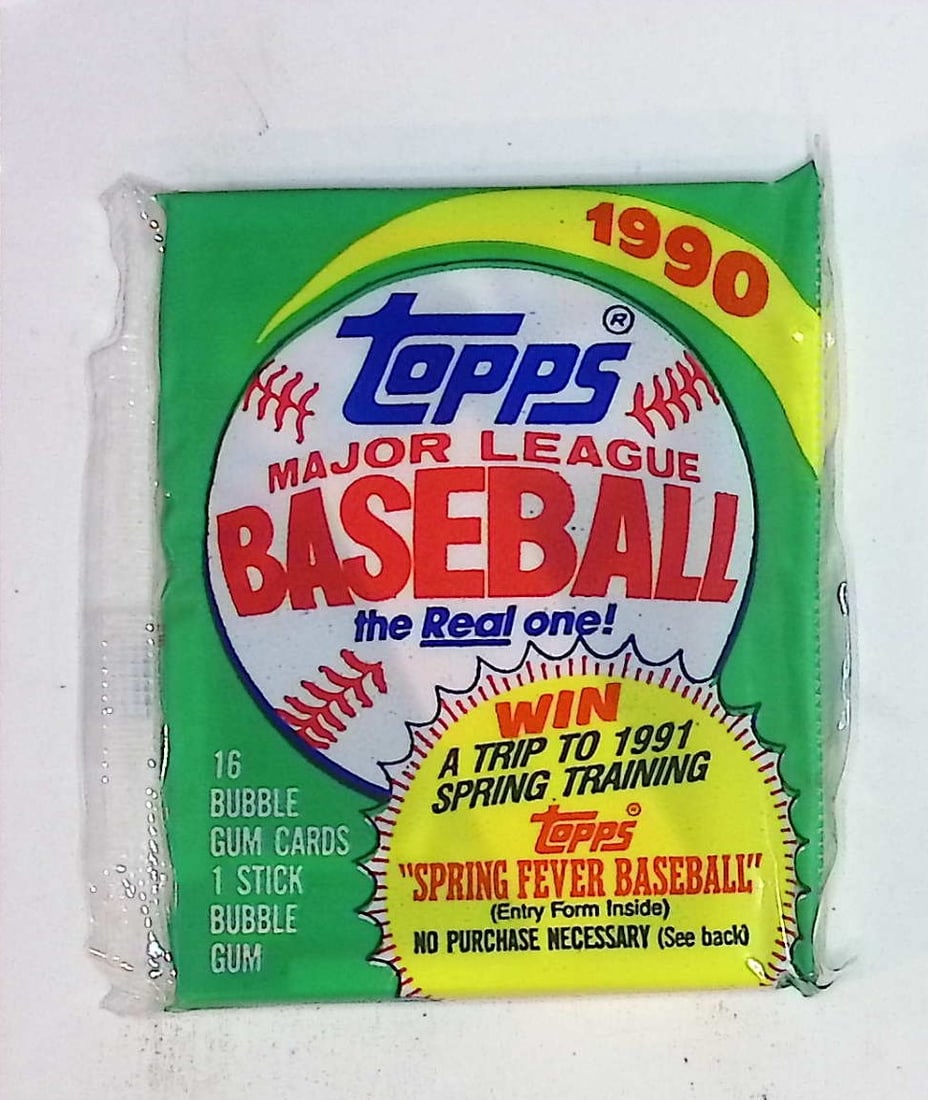 1990
Topps®
MAJOR LEAGUE
BASEBALL
the Real one!
WIN
A TRIP TO 1991
SPRING TRAINING
Topps®
"SPRING FEVER BASEBALL"
(Entry Form Inside)
NO PURCHASE NECESSARY (See back)
16
BUBBLE
GUM CARDS
1 STICK
BUBBLE
GUM